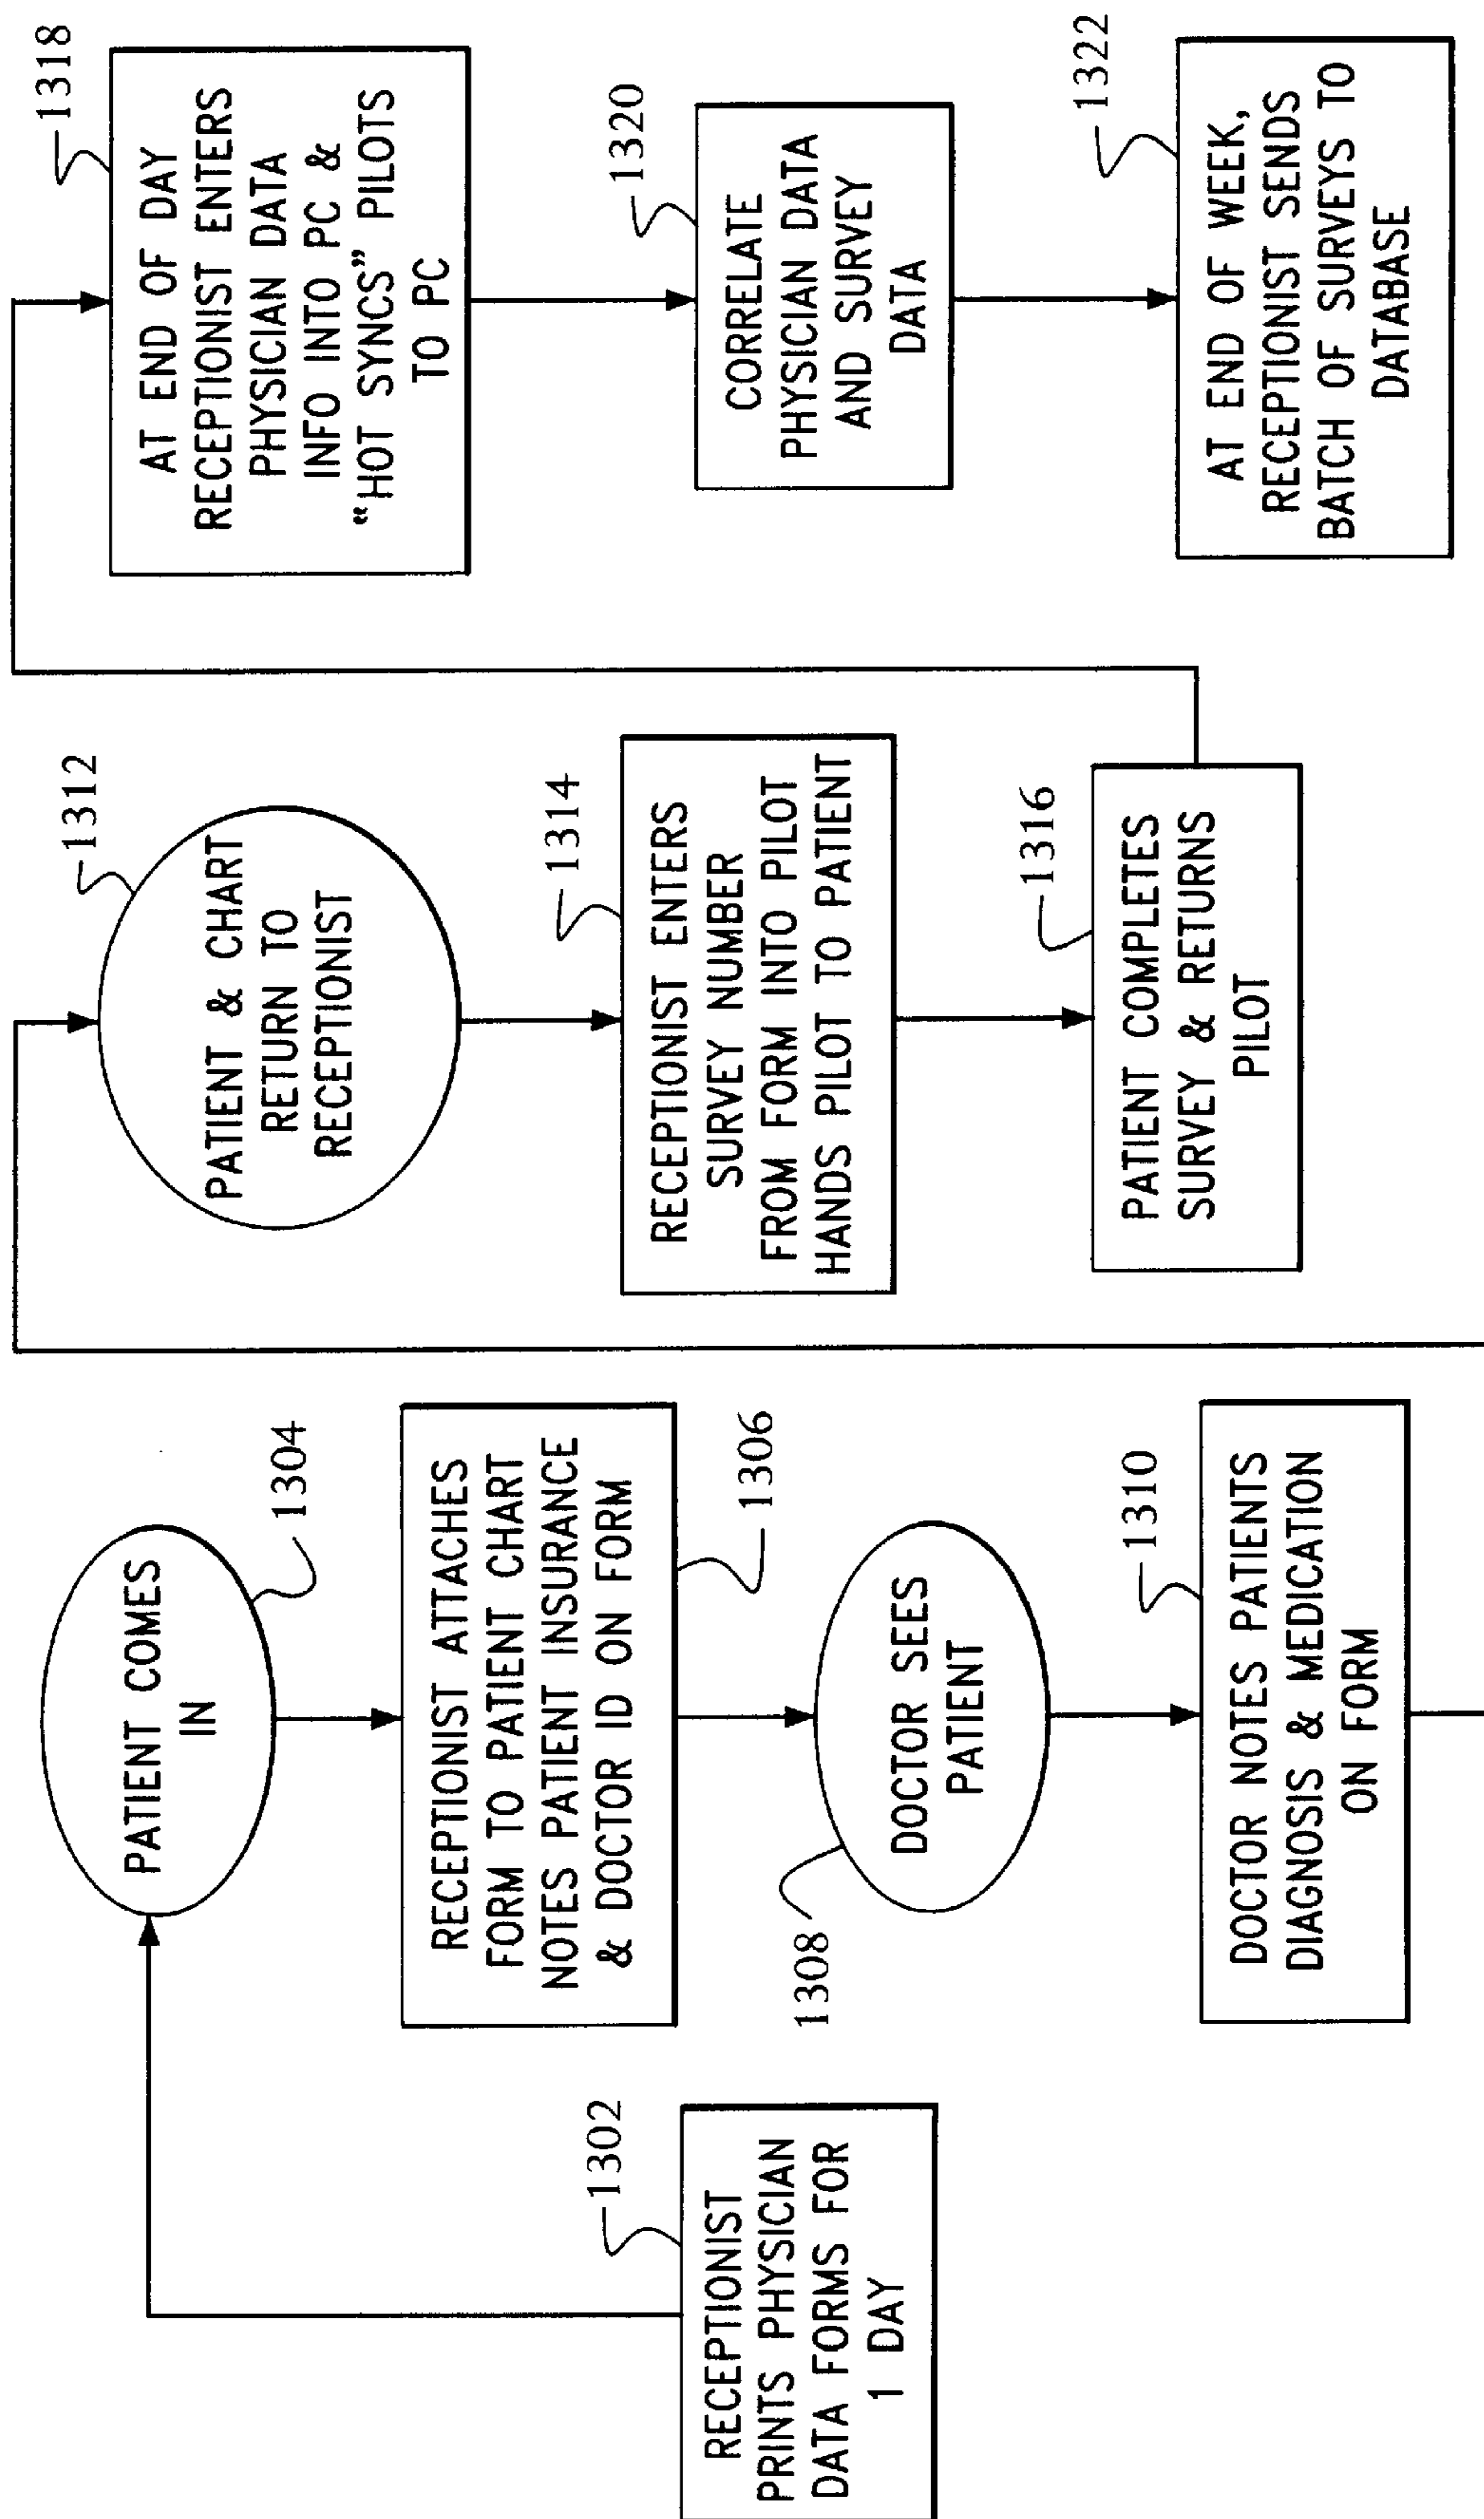 1302
RECEPTIONIST
PRINTS PHYSICIAN
DATA FORMS FOR
1 DAY
PATIENT COMES
IN
1304
RECEPTIONIST ATTACHES
FORM TO PATIENT CHART
NOTES PATIENT INSURANCE
& DOCTOR ID ON FORM
1306
1308
DOCTOR SEES
PATIENT
1310
DOCTOR NOTES PATIENTS
DIAGNOSIS & MEDICATION
ON FORM
1312
PATIENT & CHART
RETURN TO
RECEPTIONIST
1314
RECEPTIONIST ENTERS
SURVEY NUMBER
FROM FORM INTO PILOT
HANDS PILOT TO PATIENT
1316
PATIENT COMPLETES
SURVEY & RETURNS
PILOT
1318
AT END OF DAY
RECEPTIONIST ENTERS
PHYSICIAN DATA
INFO INTO PC &
“HOT SYNCS” PILOTS
TO PC
1320
CORRELATE
PHYSICIAN DATA
AND SURVEY
DATA
1322
AT END OF WEEK,
RECEPTIONIST SENDS
BATCH OF SURVEYS TO
DATABASE